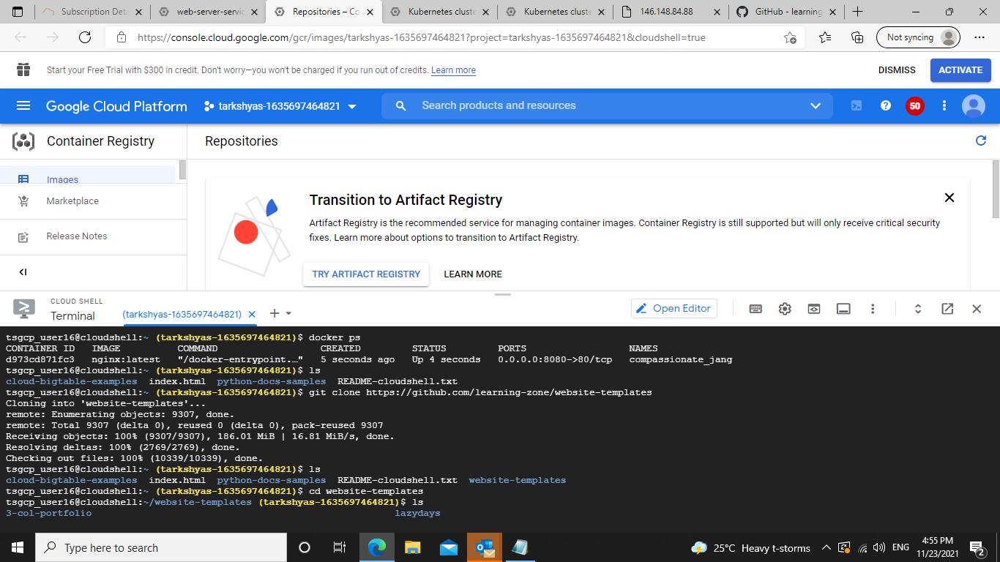 Subscription Deta
web-server-servic
Repositories – Co
Kubernetes cluste
Kubernetes cluste
146.148.84.88
GitHub - learning
https://console.cloud.google.com/gcr/images/tarkshyas-1635697464821?project=tarkshyas-1635697464821&cloudshell=true
Not syncing
Start your Free Trial with $300 in credit. Don't worry—you won't be charged if you run out of credits. Learn more
DISMISS
ACTIVATE
Google Cloud Platform
tarkshyas-1635697464821
Search products and resources
50
Container Registry
Repositories
Images
Marketplace
Release Notes
Transition to Artifact Registry
Artifact Registry is the recommended service for managing container images. Container Registry is still supported but will only receive critical security
fixes. Learn more about options to transition to Artifact Registry.
TRY ARTIFACT REGISTRY
LEARN MORE
CLOUD SHELL
Terminal
(tarkshyas-1635697464821)
Open Editor
tsgcp_user16@cloudshell:~ (tarkshyas-1635697464821)$ docker ps
CONTAINER ID   IMAGE          COMMAND                  CREATED         STATUS         PORTS                  NAMES
d973cd871fc3   nginx:latest   "/docker-entrypoint.…"   5 seconds ago   Up 4 seconds   0.0.0.0:8080->80/tcp   compassionate_jang
tsgcp_user16@cloudshell:~ (tarkshyas-1635697464821)$ ls
cloud-bigtable-examples  index.html  python-docs-samples  README-cloudshell.txt
tsgcp_user16@cloudshell:~ (tarkshyas-1635697464821)$ git clone https://github.com/learning-zone/website-templates
Cloning into 'website-templates'...
remote: Enumerating objects: 9307, done.
remote: Total 9307 (delta 0), reused 0 (delta 0), pack-reused 9307
Receiving objects: 100% (9307/9307), 186.01 MiB | 16.81 MiB/s, done.
Resolving deltas: 100% (2769/2769), done.
Checking out files: 100% (10339/10339), done.
tsgcp_user16@cloudshell:~ (tarkshyas-1635697464821)$ ls
cloud-bigtable-examples  index.html  python-docs-samples  README-cloudshell.txt  website-templates
tsgcp_user16@cloudshell:~ (tarkshyas-1635697464821)$ cd website-templates
tsgcp_user16@cloudshell:~/website-templates (tarkshyas-1635697464821)$ ls
3-col-portfolio                                                     lazydays
Type here to search
25°C Heavy t-storms
ENG
4:55 PM
11/23/2021
2